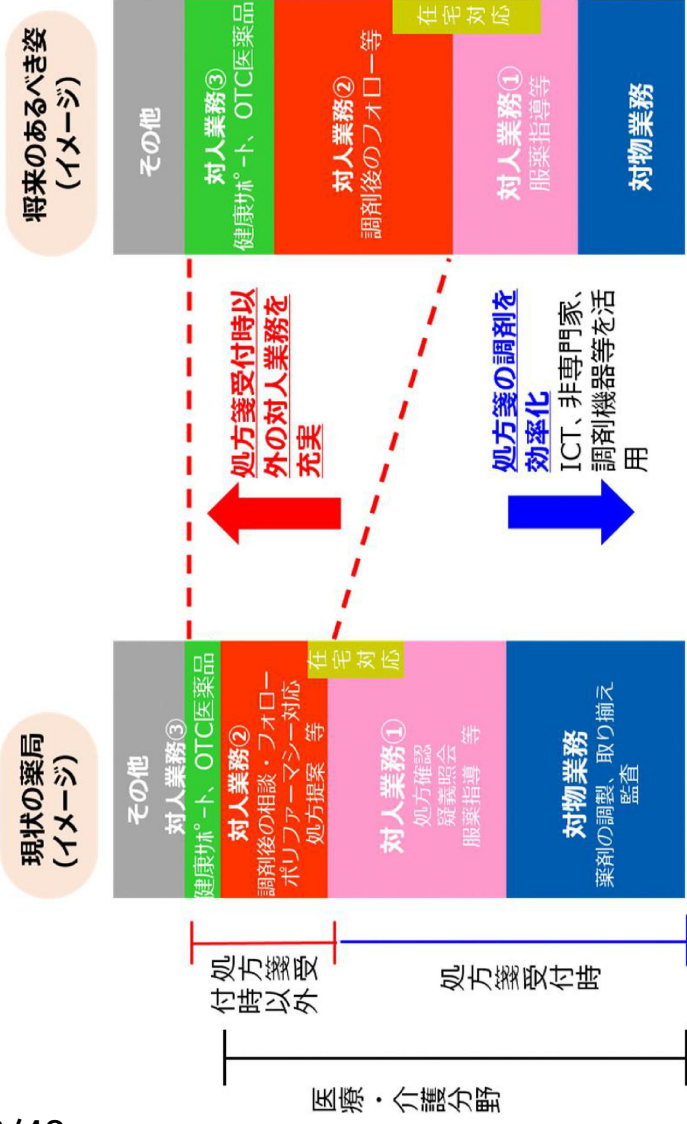 現状の薬局
(イメージ)
将来のあるべき姿
(イメージ)
医療・介護分野
処方箋受
付時以外
処方箋受付時
その他
対人業務③
健康サポート、OTC医薬品
対人業務②
調剤後の相談・フォロー
ポリファーマシー対応
処方提案 等
在宅対応
対人業務①
処方確認
疑義照会
服薬指導 等
対物業務
薬剤の調製、取り揃え
監査
処方箋受付時以
外の対人業務を
充実
処方箋の調剤を
効率化
ICT、非専門家、
調剤機器等を活
用
その他
対人業務③
健康サポート、OTC医薬品
対人業務②
調剤後のフォロー等
在宅対応
対人業務①
服薬指導等
対物業務